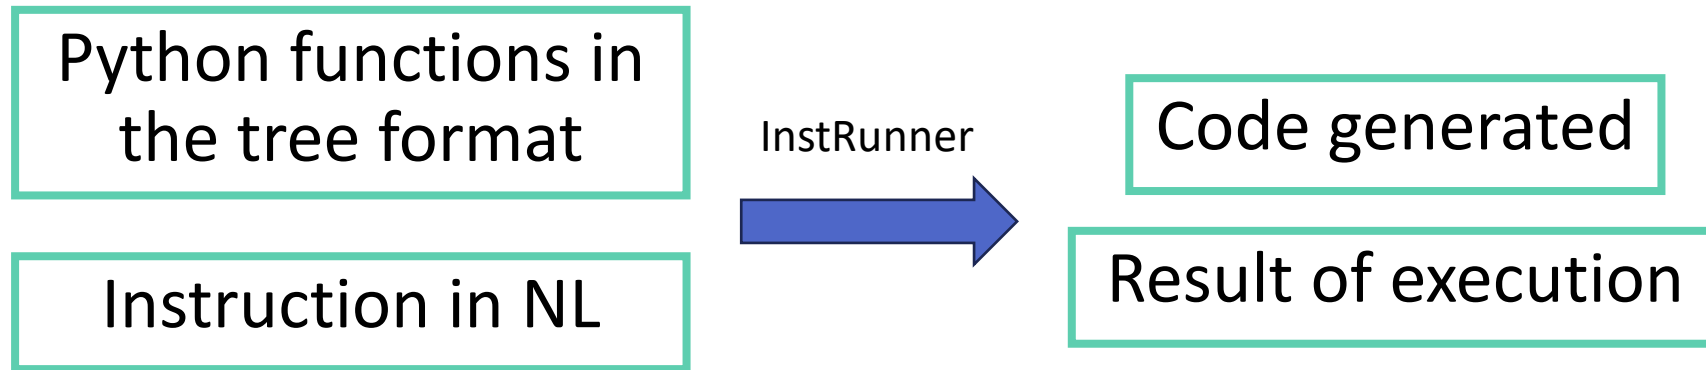 Python functions in
the tree format
Instruction in NL
InstRunner
Code generated
Result of execution